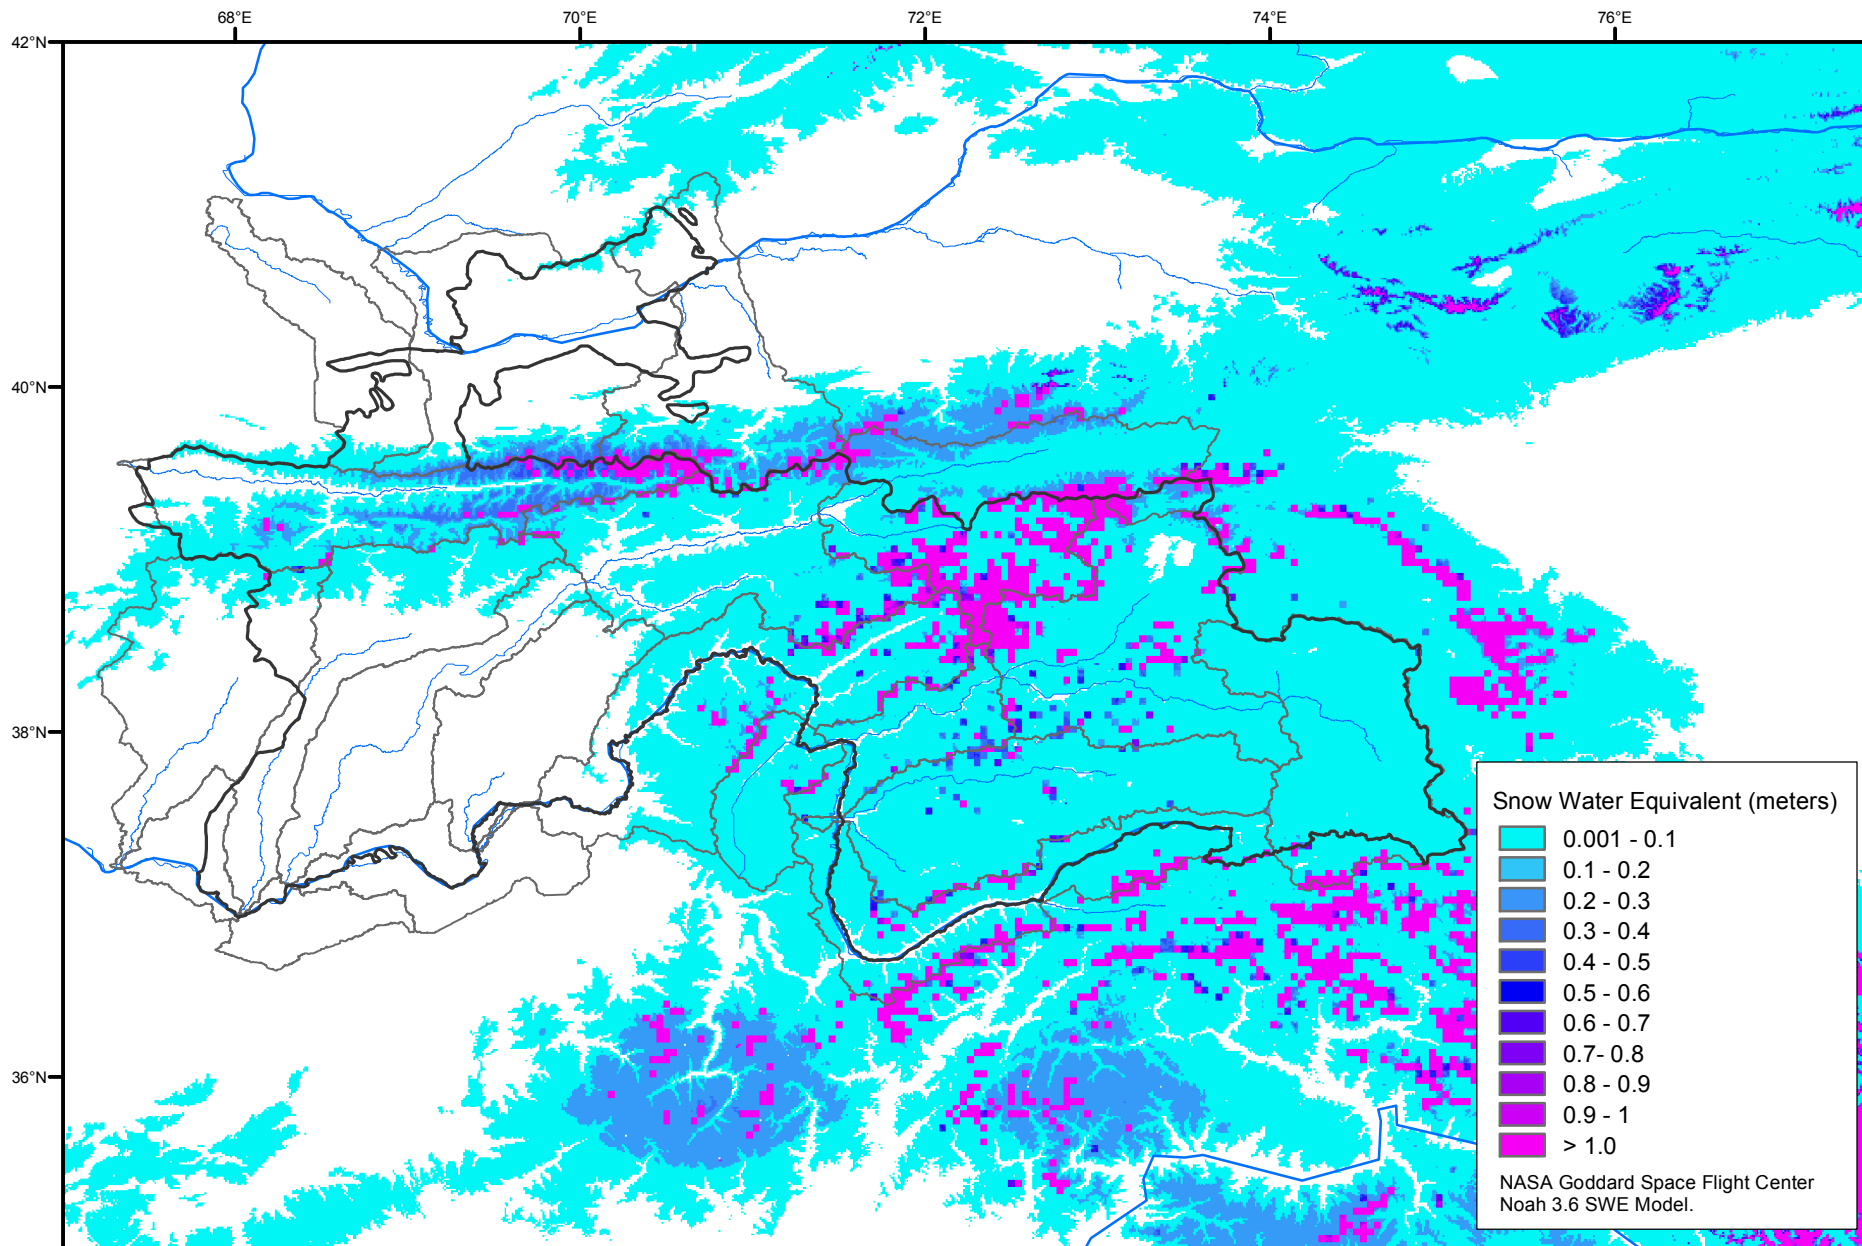 68°E
70°E
72°E
74°E
76°E
42°N
40°N
38°N
36°N
Snow Water Equivalent (meters)
0.001 - 0.1
0.1 - 0.2
0.2 - 0.3
0.3 - 0.4
0.4 - 0.5
0.5 - 0.6
0.6 - 0.7
0.7- 0.8
0.8 - 0.9
0.9 - 1
> 1.0
NASA Goddard Space Flight Center
Noah 3.6 SWE Model.